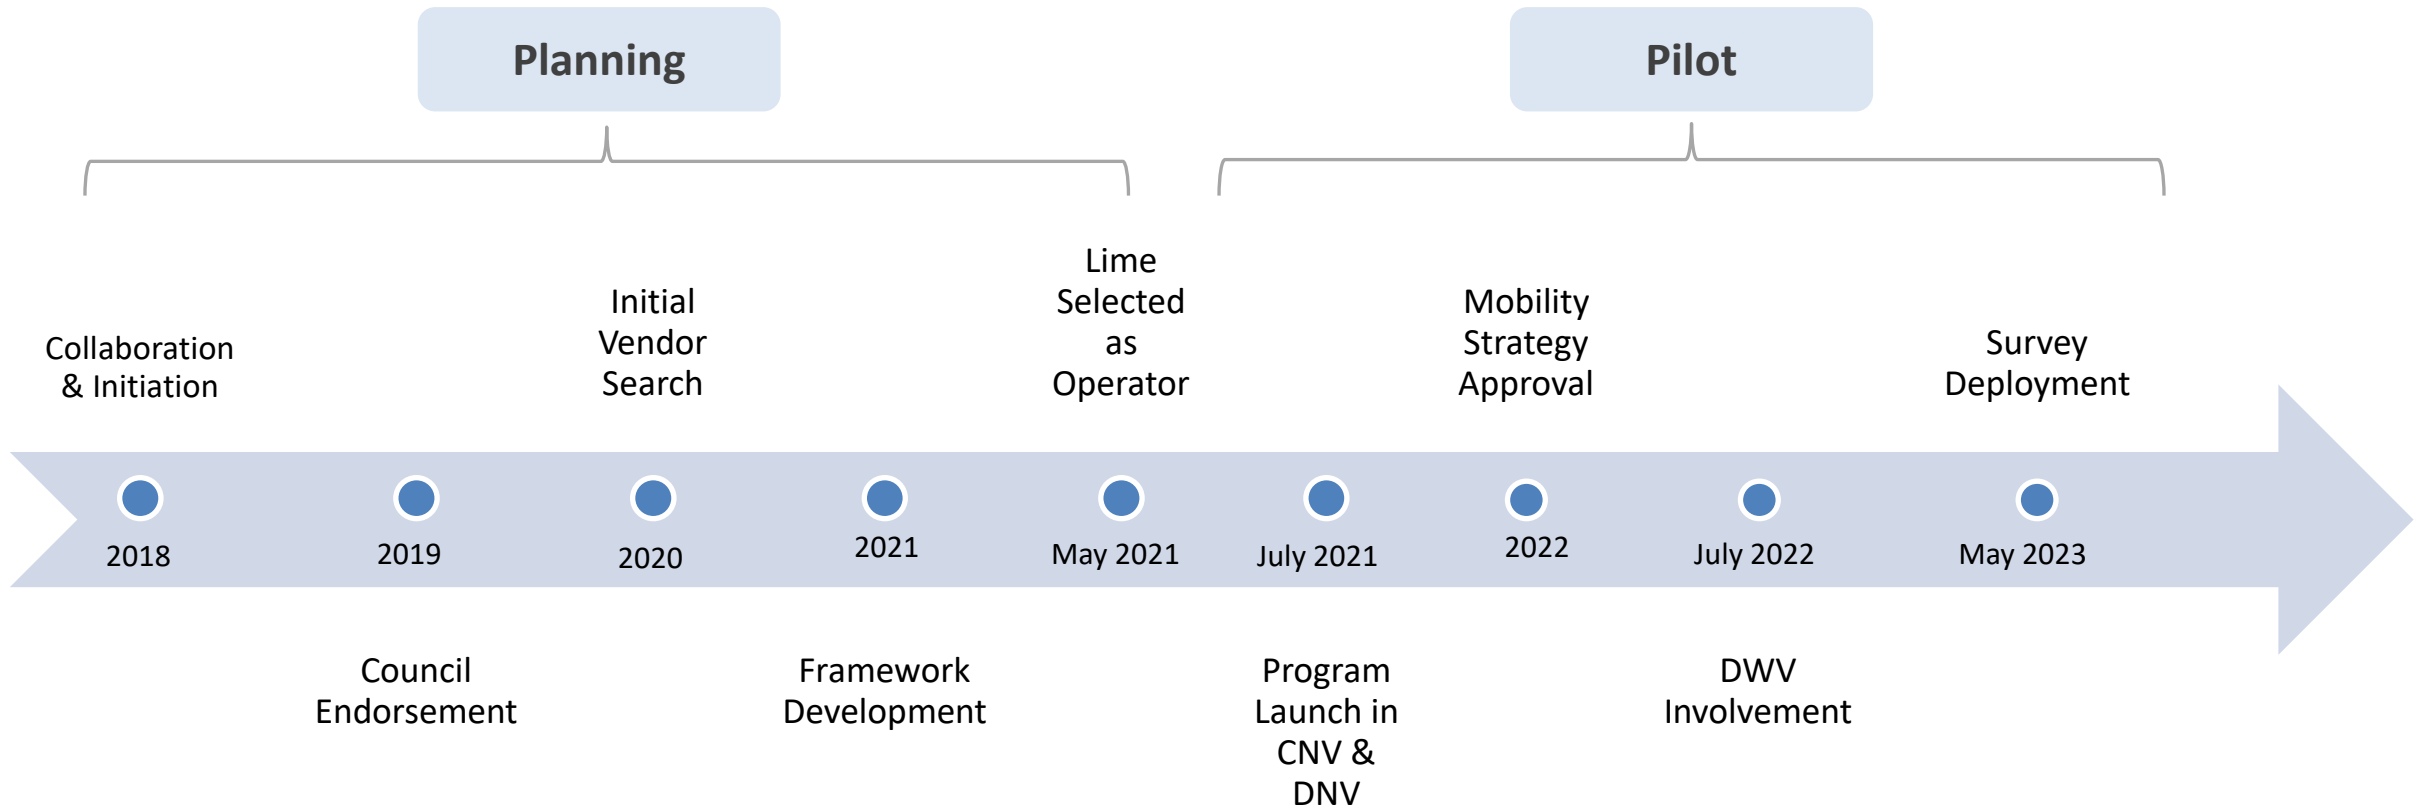 Planning
Pilot
Collaboration
& Initiation
Initial
Vendor
Search
Lime
Selected
as
Operator
Mobility
Strategy
Approval
Survey
Deployment
2018
2019
2020
2021
May 2021
July 2021
2022
July 2022
May 2023
Council
Endorsement
Framework
Development
Program
Launch in
CNV &
DNV
DWV
Involvement